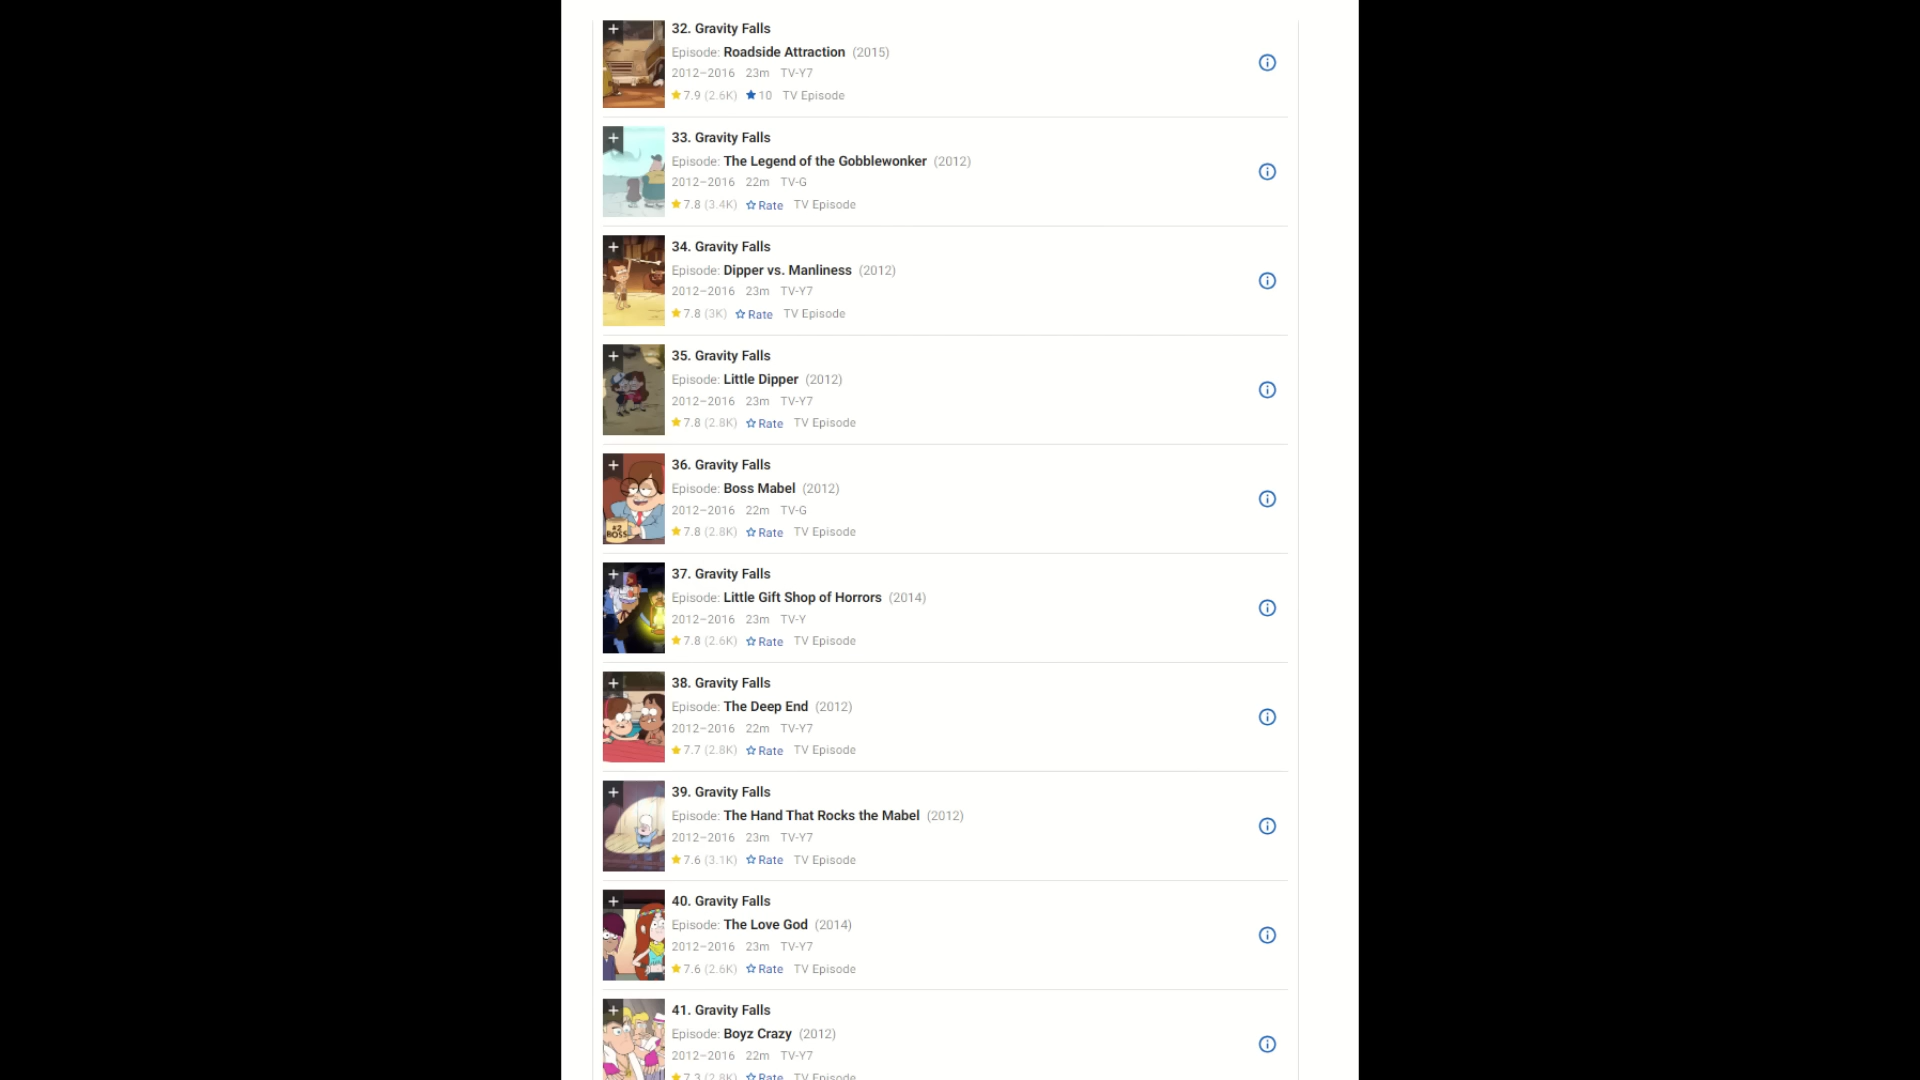 32. Gravity Falls
Episode: Roadside Attraction (2015)
2012–2016 23m TV-Y7
7.9 (2.6K) 10 TV Episode
33. Gravity Falls
Episode: The Legend of the Gobblewonker (2012)
2012–2016 22m TV-G
7.8 (3.4K) Rate TV Episode
34. Gravity Falls
Episode: Dipper vs. Manliness (2012)
2012–2016 23m TV-Y7
7.8 (3K) Rate TV Episode
35. Gravity Falls
Episode: Little Dipper (2012)
2012–2016 23m TV-Y7
7.8 (2.8K) Rate TV Episode
36. Gravity Falls
Episode: Boss Mabel (2012)
2012–2016 22m TV-G
7.8 (2.8K) Rate TV Episode
#2
BOSS
37. Gravity Falls
Episode: Little Gift Shop of Horrors (2014)
2012–2016 23m TV-Y
7.8 (2.6K) Rate TV Episode
38. Gravity Falls
Episode: The Deep End (2012)
2012–2016 22m TV-Y7
7.7 (2.8K) Rate TV Episode
39. Gravity Falls
Episode: The Hand That Rocks the Mabel (2012)
2012–2016 23m TV-Y7
7.6 (3.1K) Rate TV Episode
40. Gravity Falls
Episode: The Love God (2014)
2012–2016 23m TV-Y7
7.6 (2.6K) Rate TV Episode
41. Gravity Falls
Episode: Boyz Crazy (2012)
2012–2016 22m TV-Y7
7.3 (2.8K) Rate TV Episode